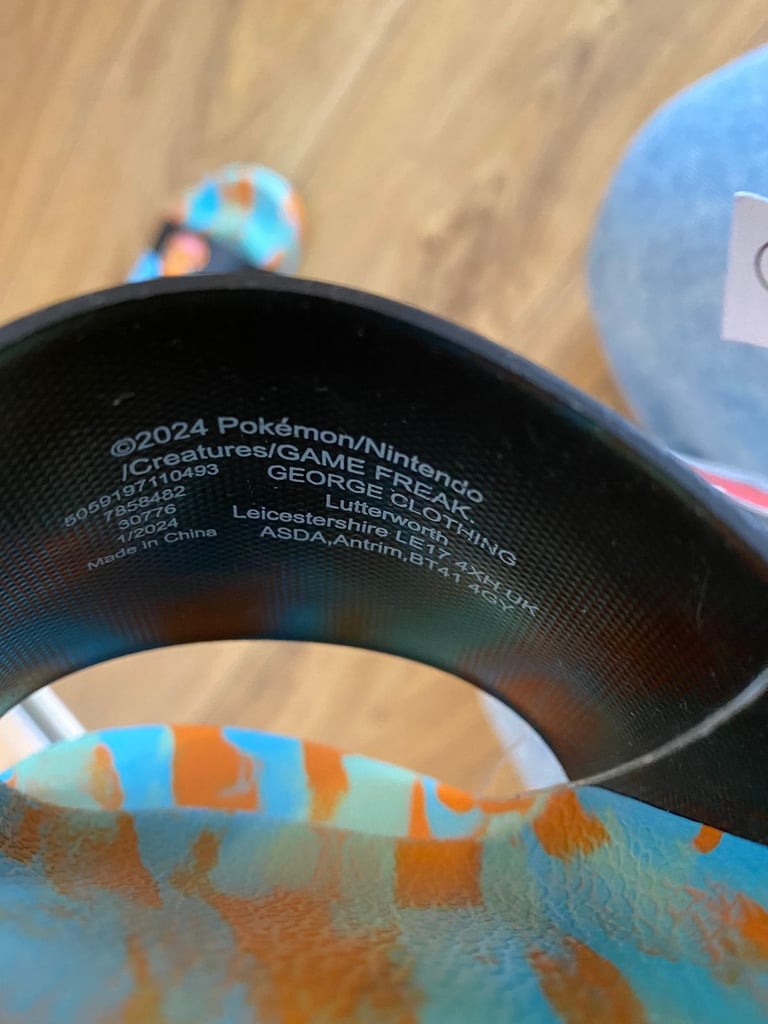 ©2024 Pokémon/Nintendo
/Creatures/GAME FREAK.
5059197110493
7858482
30776
1/2024
Made in China
GEORGE CLOTHING
Lutterworth
Leicestershire LE17 4XH UK
ASDA,Antrim,BT41 4GY